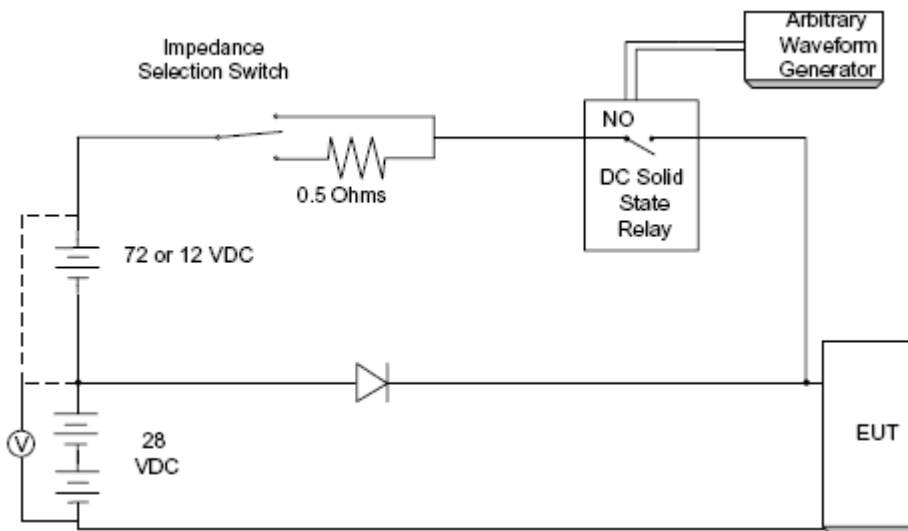 Impedance
Selection Switch
Arbitrary
Waveform
Generator
NO
DC Solid
State
Relay
0.5 Ohms
72 or 12 VDC
V
28
VDC
EUT